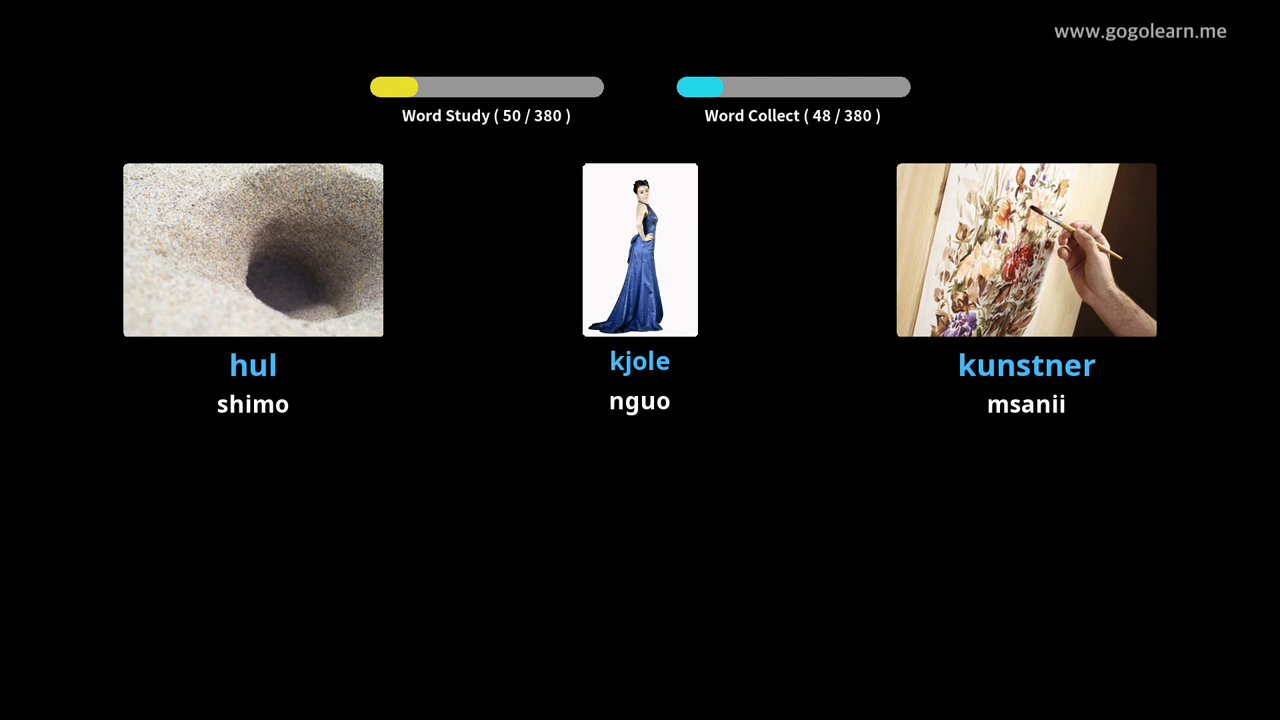 www.gogolearn.me
Word Study ( 50 / 380 )
Word Collect ( 48 / 380 )
hul
shimo
kjole
nguo
kunstner
msanii